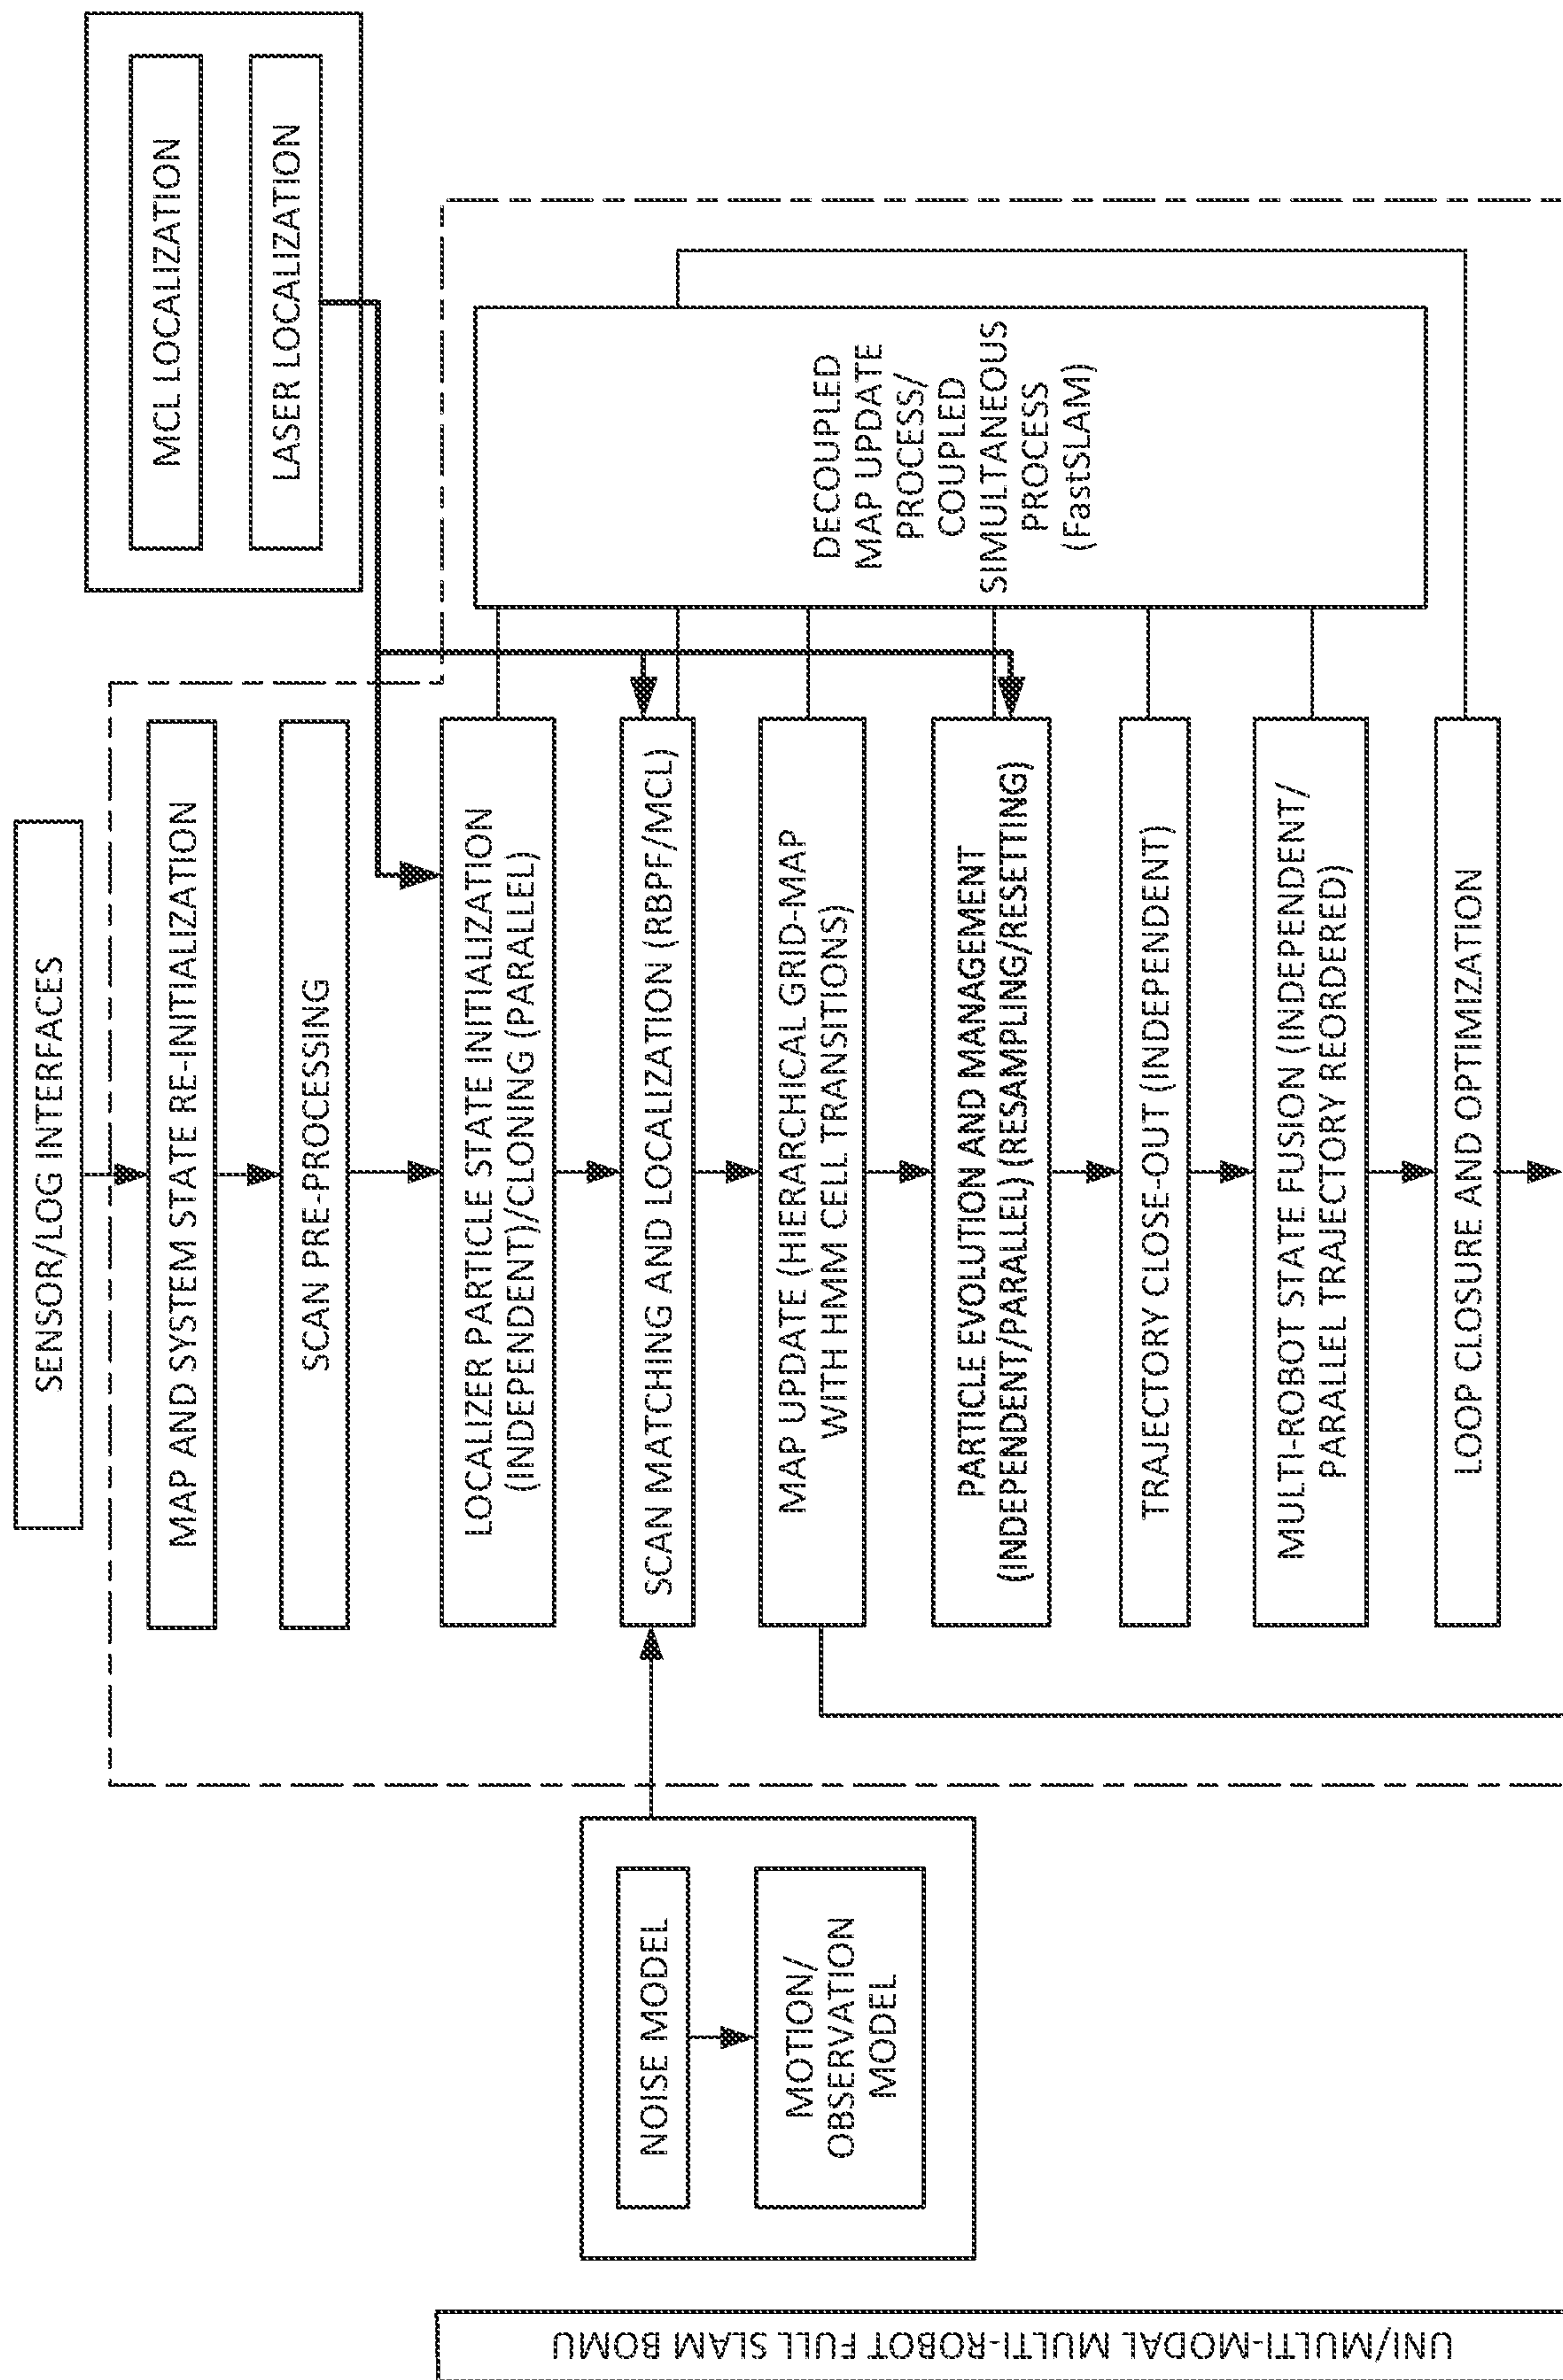 SENSOR/LOG INTERFACES
MAP AND SYSTEM STATE RE-INITIALIZATION
SCAN PRE-PROCESSING
LOCALIZER PARTICLE STATE INITIALIZATION
(INDEPENDENT)/CLONING (PARALLEL)
SCAN MATCHING AND LOCALIZATION (RBPF/MCL)
MAP UPDATE (HIERARCHICAL GRID-MAP
WITH HMM CELL TRANSITIONS)
PARTICLE EVOLUTION AND MANAGEMENT
(INDEPENDENT/PARALLEL) (RESAMPLING/RESETTING)
TRAJECTORY CLOSE-OUT (INDEPENDENT)
MULTI-ROBOT STATE FUSION (INDEPENDENT/
PARALLEL TRAJECTORY REORDERED)
LOOP CLOSURE AND OPTIMIZATION
MCL LOCALIZATION
LASER LOCALIZATION
DECOUPLED
MAP UPDATE
PROCESS/
COUPLED
SIMULTANEOUS
PROCESS
(FastSLAM)
NOISE MODEL
MOTION/
OBSERVATION
MODEL
UNI/MULTI-MODAL MULTI-ROBOT FULL SLAM BOMU